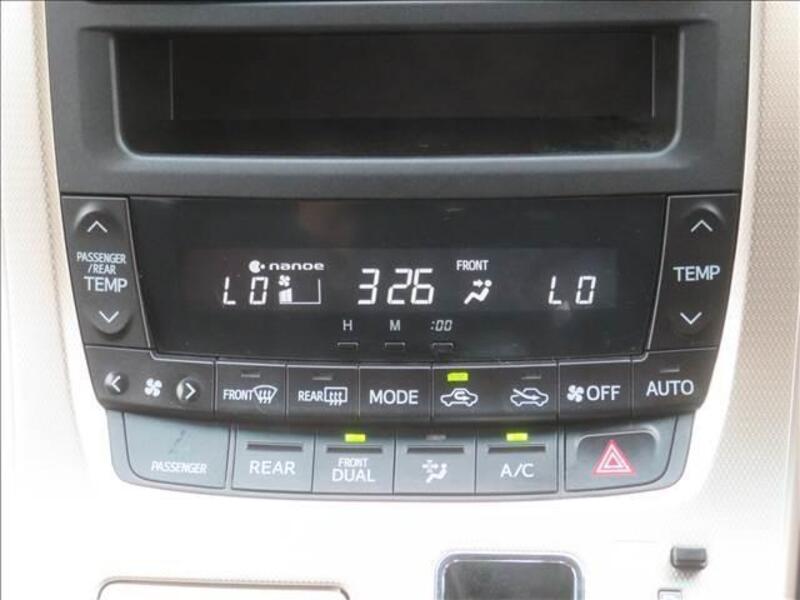 nanoe
FRONT
LO 326 LO
PASSENGER
/REAR
TEMP
TEMP
H M :00
FRONT REAR MODE OFF AUTO
PASSENGER REAR FRONT
DUAL A/C